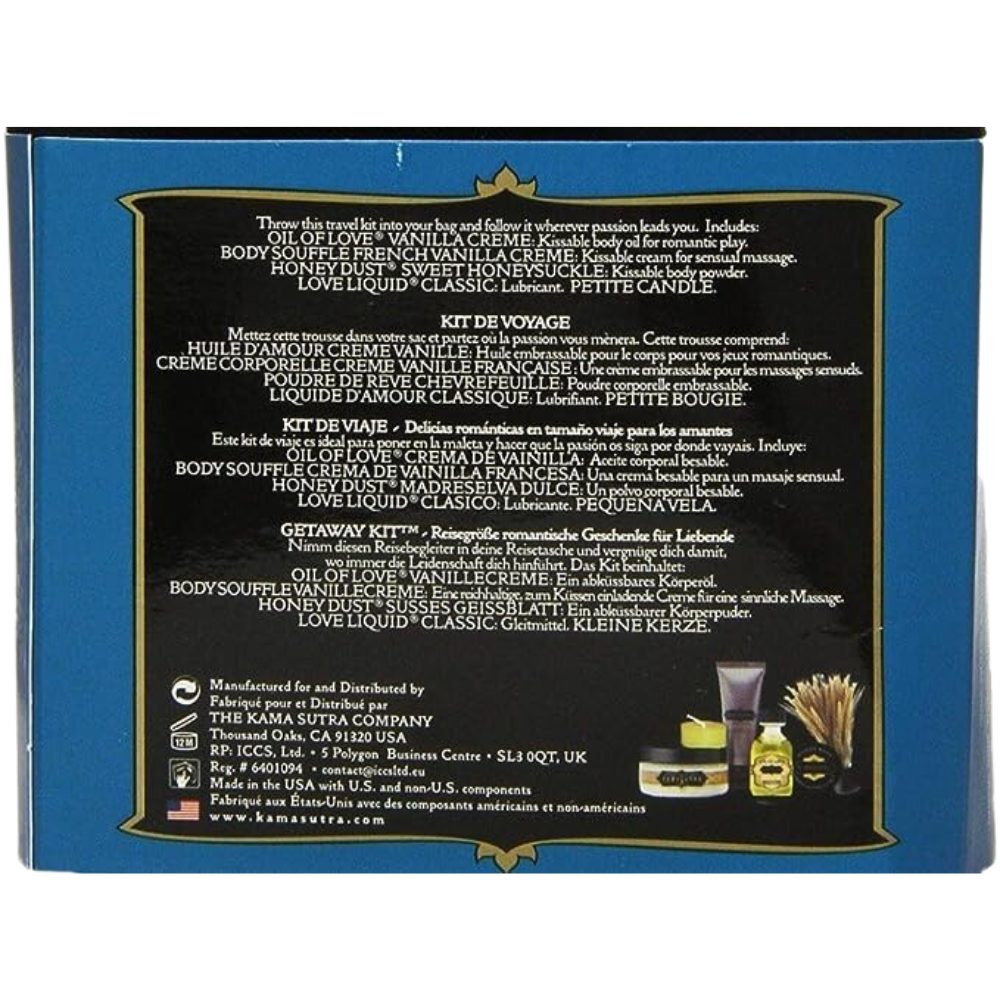 Throw this travel kit into your bag and follow it wherever passion leads you. Includes:
OIL OF LOVE® VANILLA CREME: Kissable body oil for romantic play.
BODY SOUFFLE FRENCH VANILLA CREME: Kissable cream for sensual massage.
HONEY DUST® SWEET HONEYSUCKLE: Kissable body powder.
LOVE LIQUID® CLASSIC: Lubricant. PETITE CANDLE.
KIT DE VOYAGE
Mettez cette trousse dans votre sac et partez où la passion vous mènera. Cette trousse comprend:
HUILE D'AMOUR CREME VANILLE: Huile embrassable pour le corps pour vos jeux romantiques.
CREME CORPORELLE CREME VANILLE FRANÇAISE: Une crème embrassable pour les massages sensuels.
POUDRE DE REVE CHEVREFEUILLE: Poudre corporelle embrassable.
LIQUIDE D'AMOUR CLASSIQUE: Lubrifiant. PETITE BOUGIE.
KIT DE VIAJE - Delicias románticas en tamaño viaje para los amantes
Este kit de viaje es ideal para poner en la maleta y hacer que la pasión os siga por donde vayais. Incluye:
OIL OF LOVE® CREMA DE VAINILLA: Aceite corporal besable.
BODY SOUFFLE CREMA DE VAINILLA FRANCESA: Una crema besable para un masaje sensual.
HONEY DUST® MADRESELVA DULCE: Un polvo corporal besable.
LOVE LIQUID® CLASICO: Lubricante. PEQUENA VELA.
GETAWAY KIT™ - Reisegröße romantische Geschenke für Liebende
Nimm diesen Reisebegleiter in deine Reisetasche und vergnüge dich damit,
wo immer die Leidenschaft dich hinführt. Das Kit beinhaltet:
OIL OF LOVE® VANILLECREME: Ein abküssbares Körperöl.
BODY SOUFFLE VANILLECREME: Eine reichhaltige, zum Küssen einladende Creme für eine sinnliche Massage.
HONEY DUST® SUSSES GEISSBLATT: Ein abküssbarer Körperpuder.
LOVE LIQUID® CLASSIC: Gleitmittel. KLEINE KERZE.
Manufactured for and Distributed by
Fabriqué pour et Distribué par
THE KAMA SUTRA COMPANY
Thousand Oaks, CA 91320 USA
12 M
RP: ICCS, Ltd. • 5 Polygon Business Centre • SL3 0QT, UK
Reg. # 6401094 • contact@iccsltd.eu
Made in the USA with U.S. and non-U.S. components
Fabriqué aux États-Unis avec des composants américains et non-américains
www.kamasutra.com